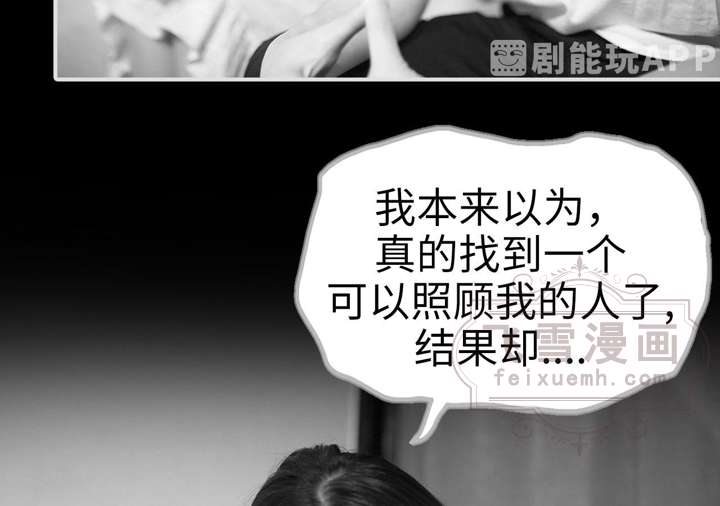 剧能玩APP
我本来以为，
真的找到一个
可以照顾我的人了,
结果却....
飞雪漫画
feixuemh.com